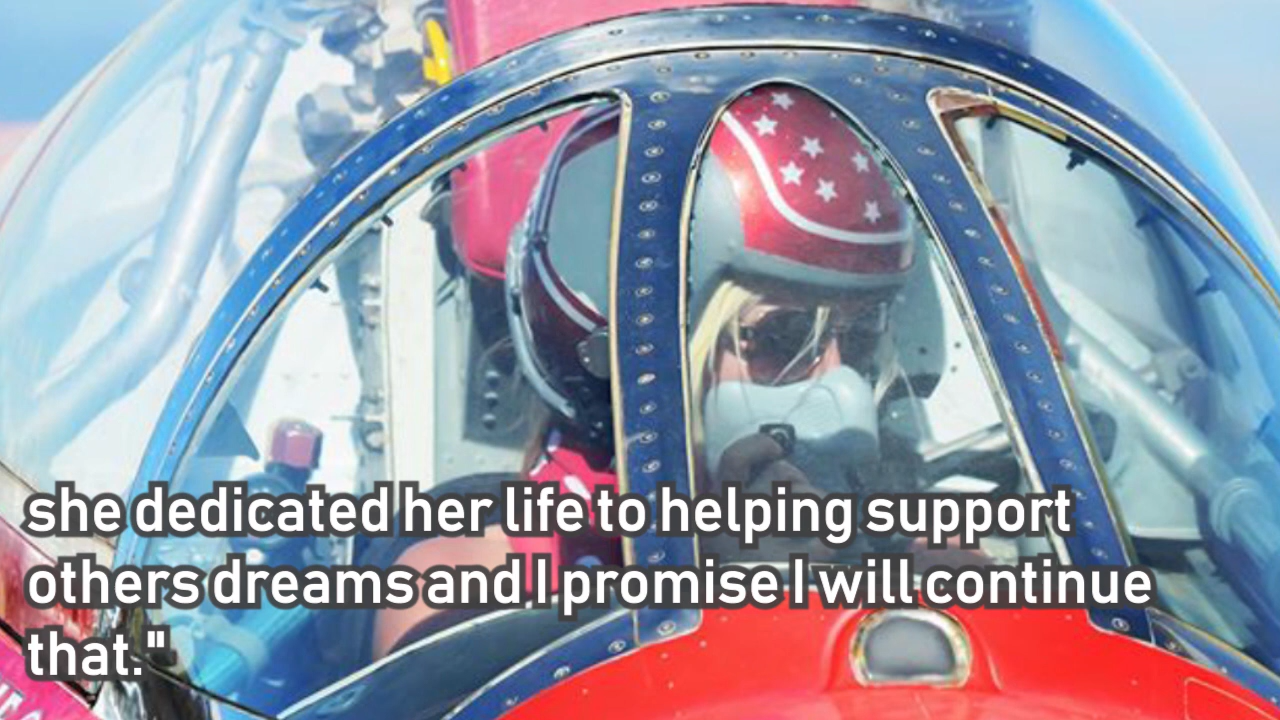 she dedicated her life to helping support
others dreams and I promise I will continue
that."